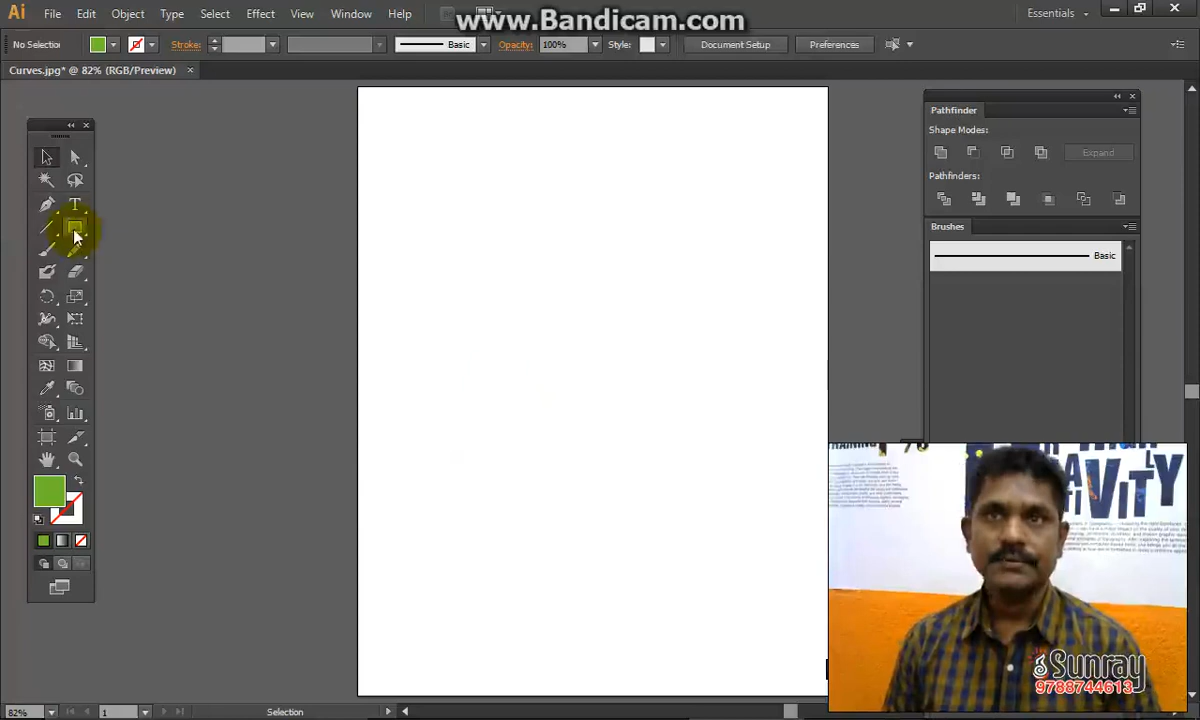 Ai File Edit Object Type Select Effect View Window Help
www.Bandicam.com
Essentials
No Selection
Stroke:
Basic
Opacity: 100%
Style:
Document Setup
Preferences
Curves.jpg* @ 82% (RGB/Preview)
Pathfinder
Shape Modes:
Expand
Pathfinders:
Brushes
Basic
Sunray
9788744613
82%
1
Selection